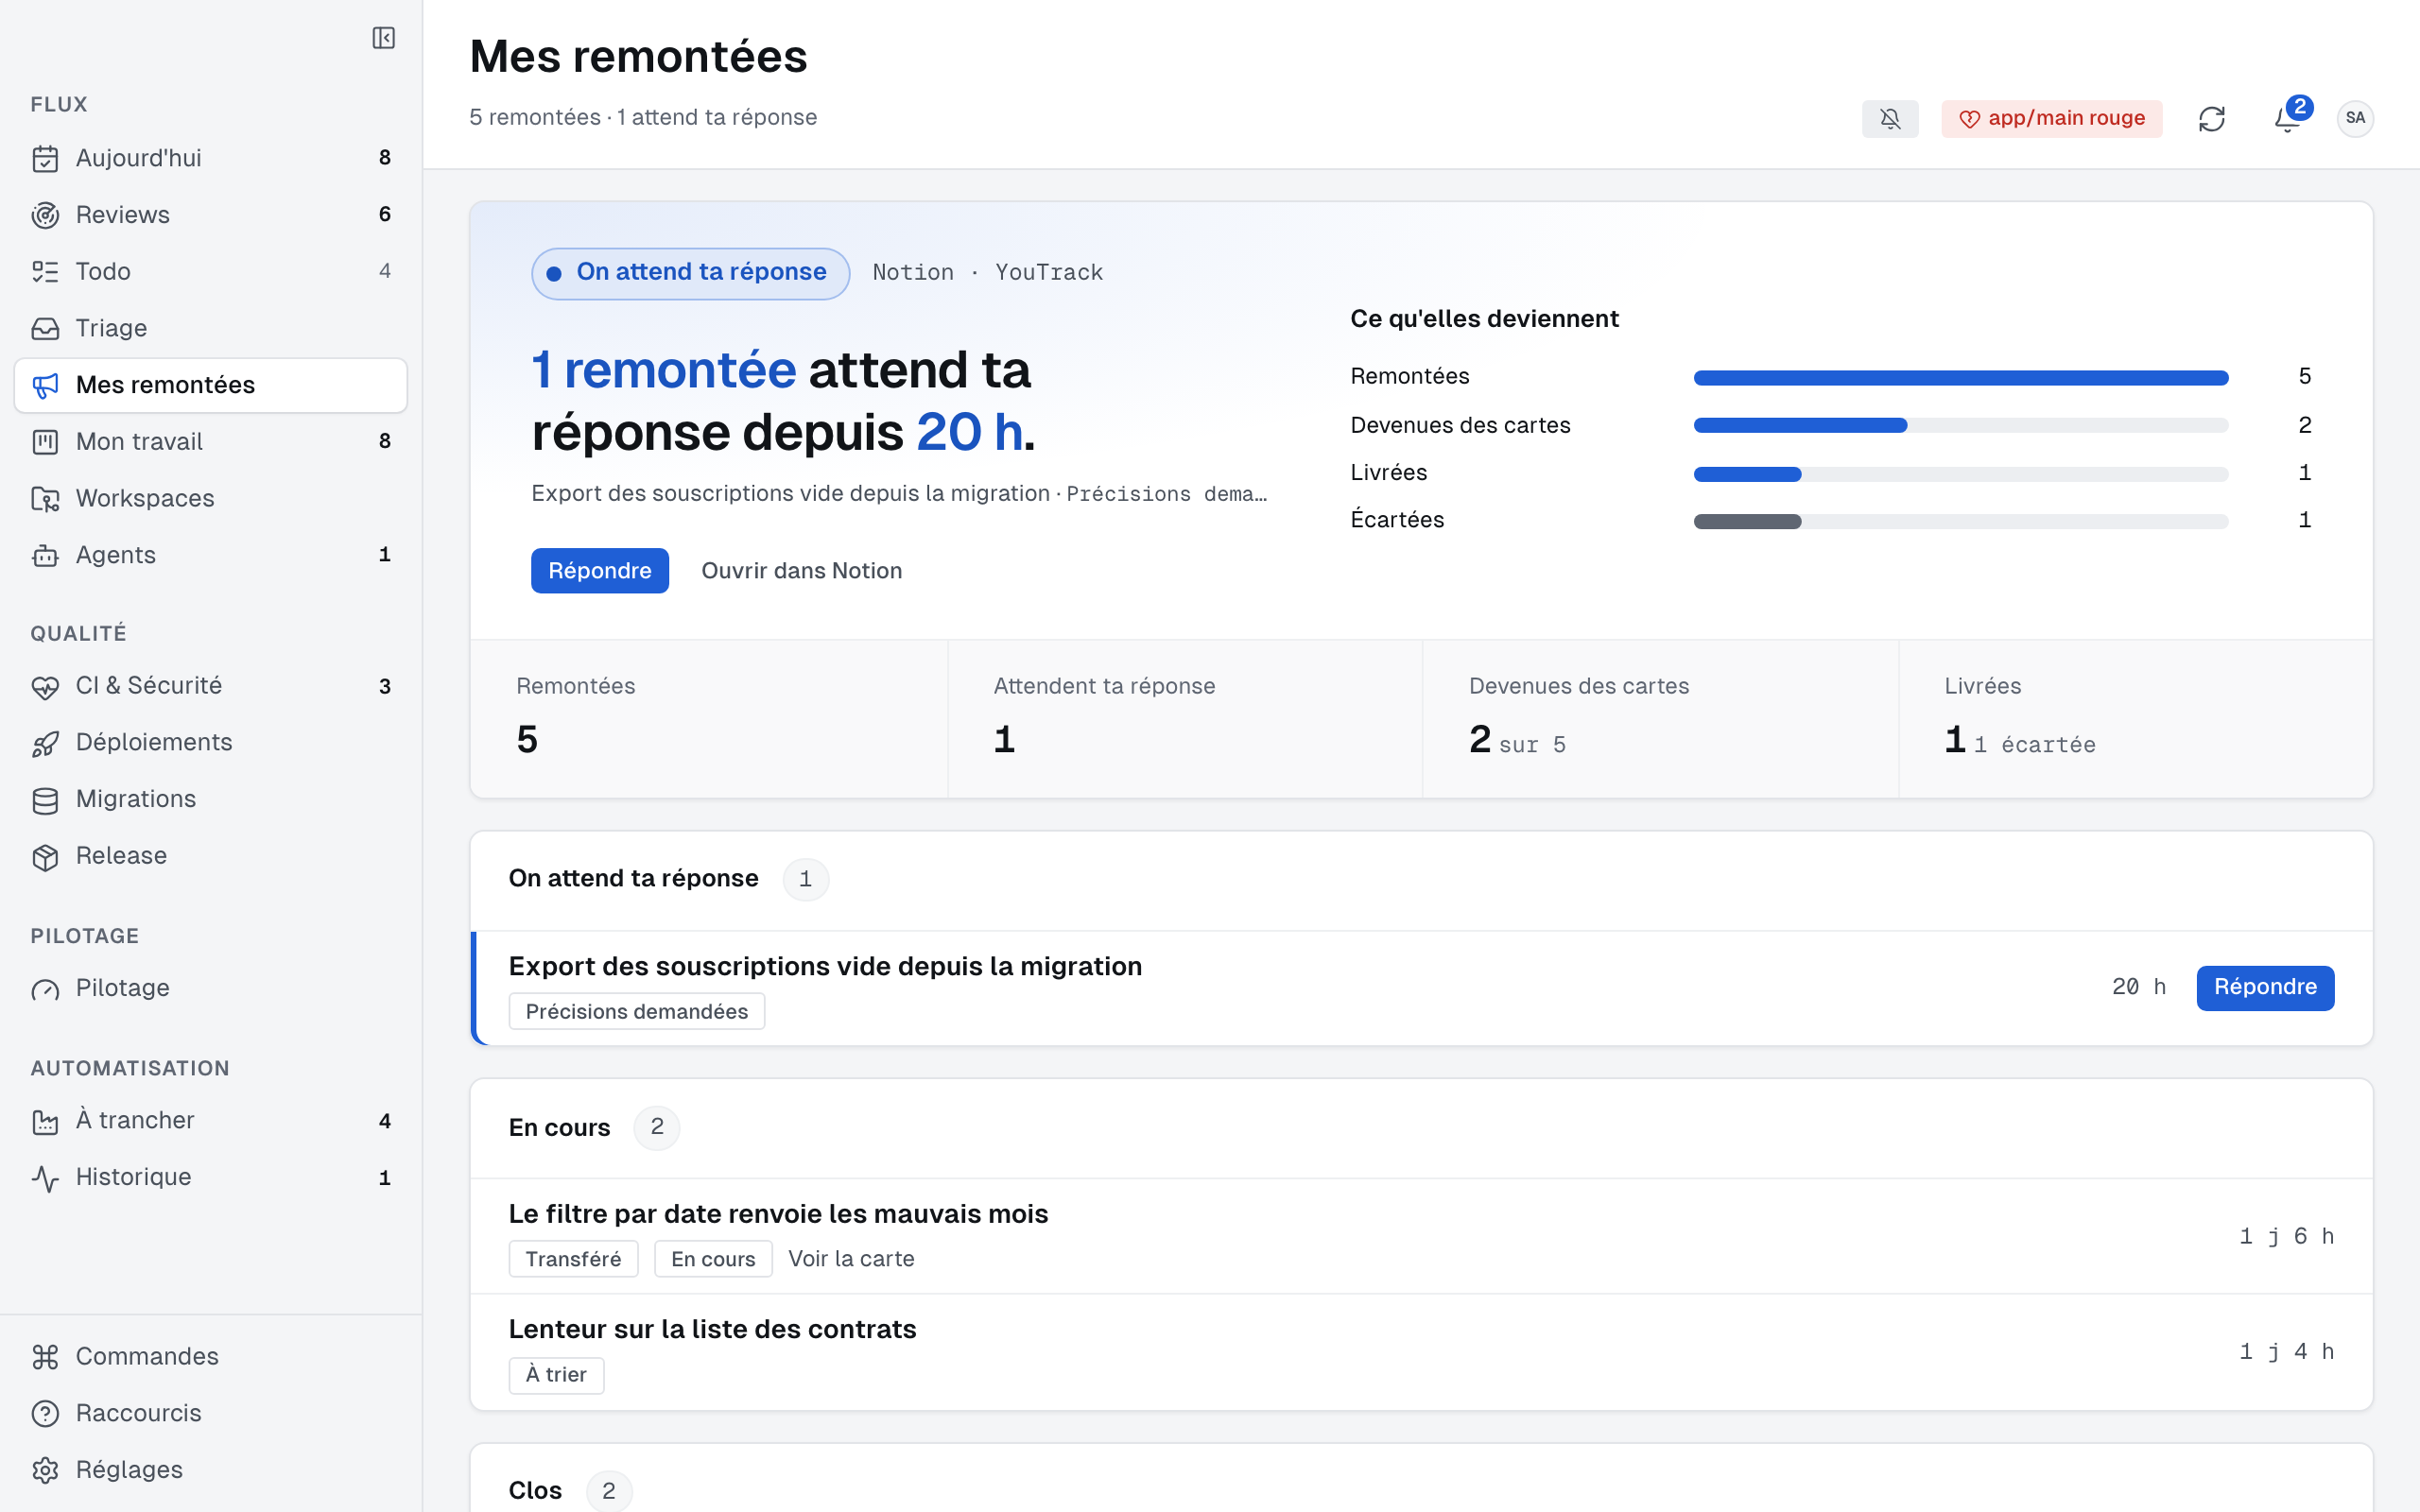 FLUX
Aujourd'hui 8
Reviews 6
Todo 4
Triage
Mes remontées
Mon travail 8
Workspaces
Agents 1
QUALITÉ
CI & Sécurité 3
Déploiements
Migrations
Release
PILOTAGE
Pilotage
AUTOMATISATION
À trancher 4
Historique 1
Commandes
Raccourcis
Réglages
Mes remontées
5 remontées · 1 attend ta réponse
app/main rouge
2
SA
On attend ta réponse
Notion · YouTrack
1 remontée attend ta
réponse depuis 20 h.
Export des souscriptions vide depuis la migration · Précisions dema…
Répondre
Ouvrir dans Notion
Ce qu'elles deviennent
Remontées 5
Devenues des cartes 2
Livrées 1
Écartées 1
Remontées
5
Attendent ta réponse
1
Devenues des cartes
2 sur 5
Livrées
1 1 écartée
On attend ta réponse 1
Export des souscriptions vide depuis la migration
Précisions demandées
20 h
Répondre
En cours 2
Le filtre par date renvoie les mauvais mois
Transféré En cours Voir la carte
1 j 6 h
Lenteur sur la liste des contrats
À trier
1 j 4 h
Clos 2